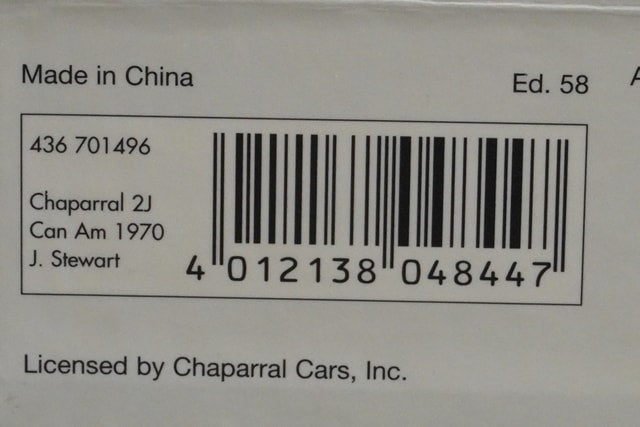 Made in China
Ed. 58
436 701496
Chaparral 2J
Can Am 1970
J. Stewart
4 012138 048447
Licensed by Chaparral Cars, Inc.